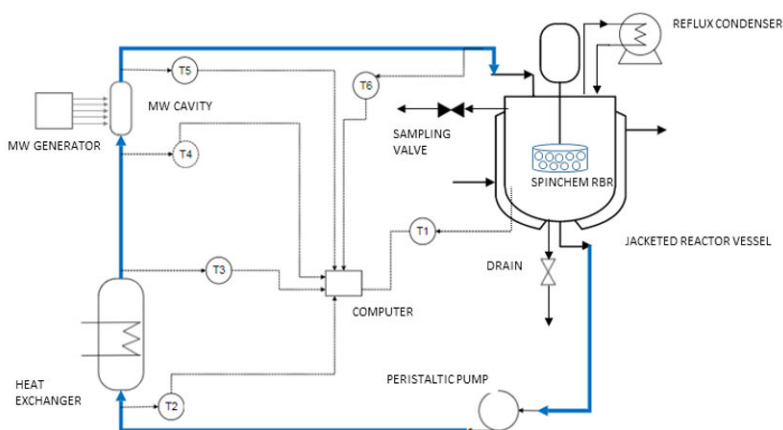 REFLUX CONDENSER
T5
T6
MW CAVITY
MW GENERATOR
SAMPLING
VALVE
T4
SPINCHEM RBR
T1
JACKETED REACTOR VESSEL
T3
DRAIN
COMPUTER
PERISTALTIC PUMP
HEAT
EXCHANGER
T2